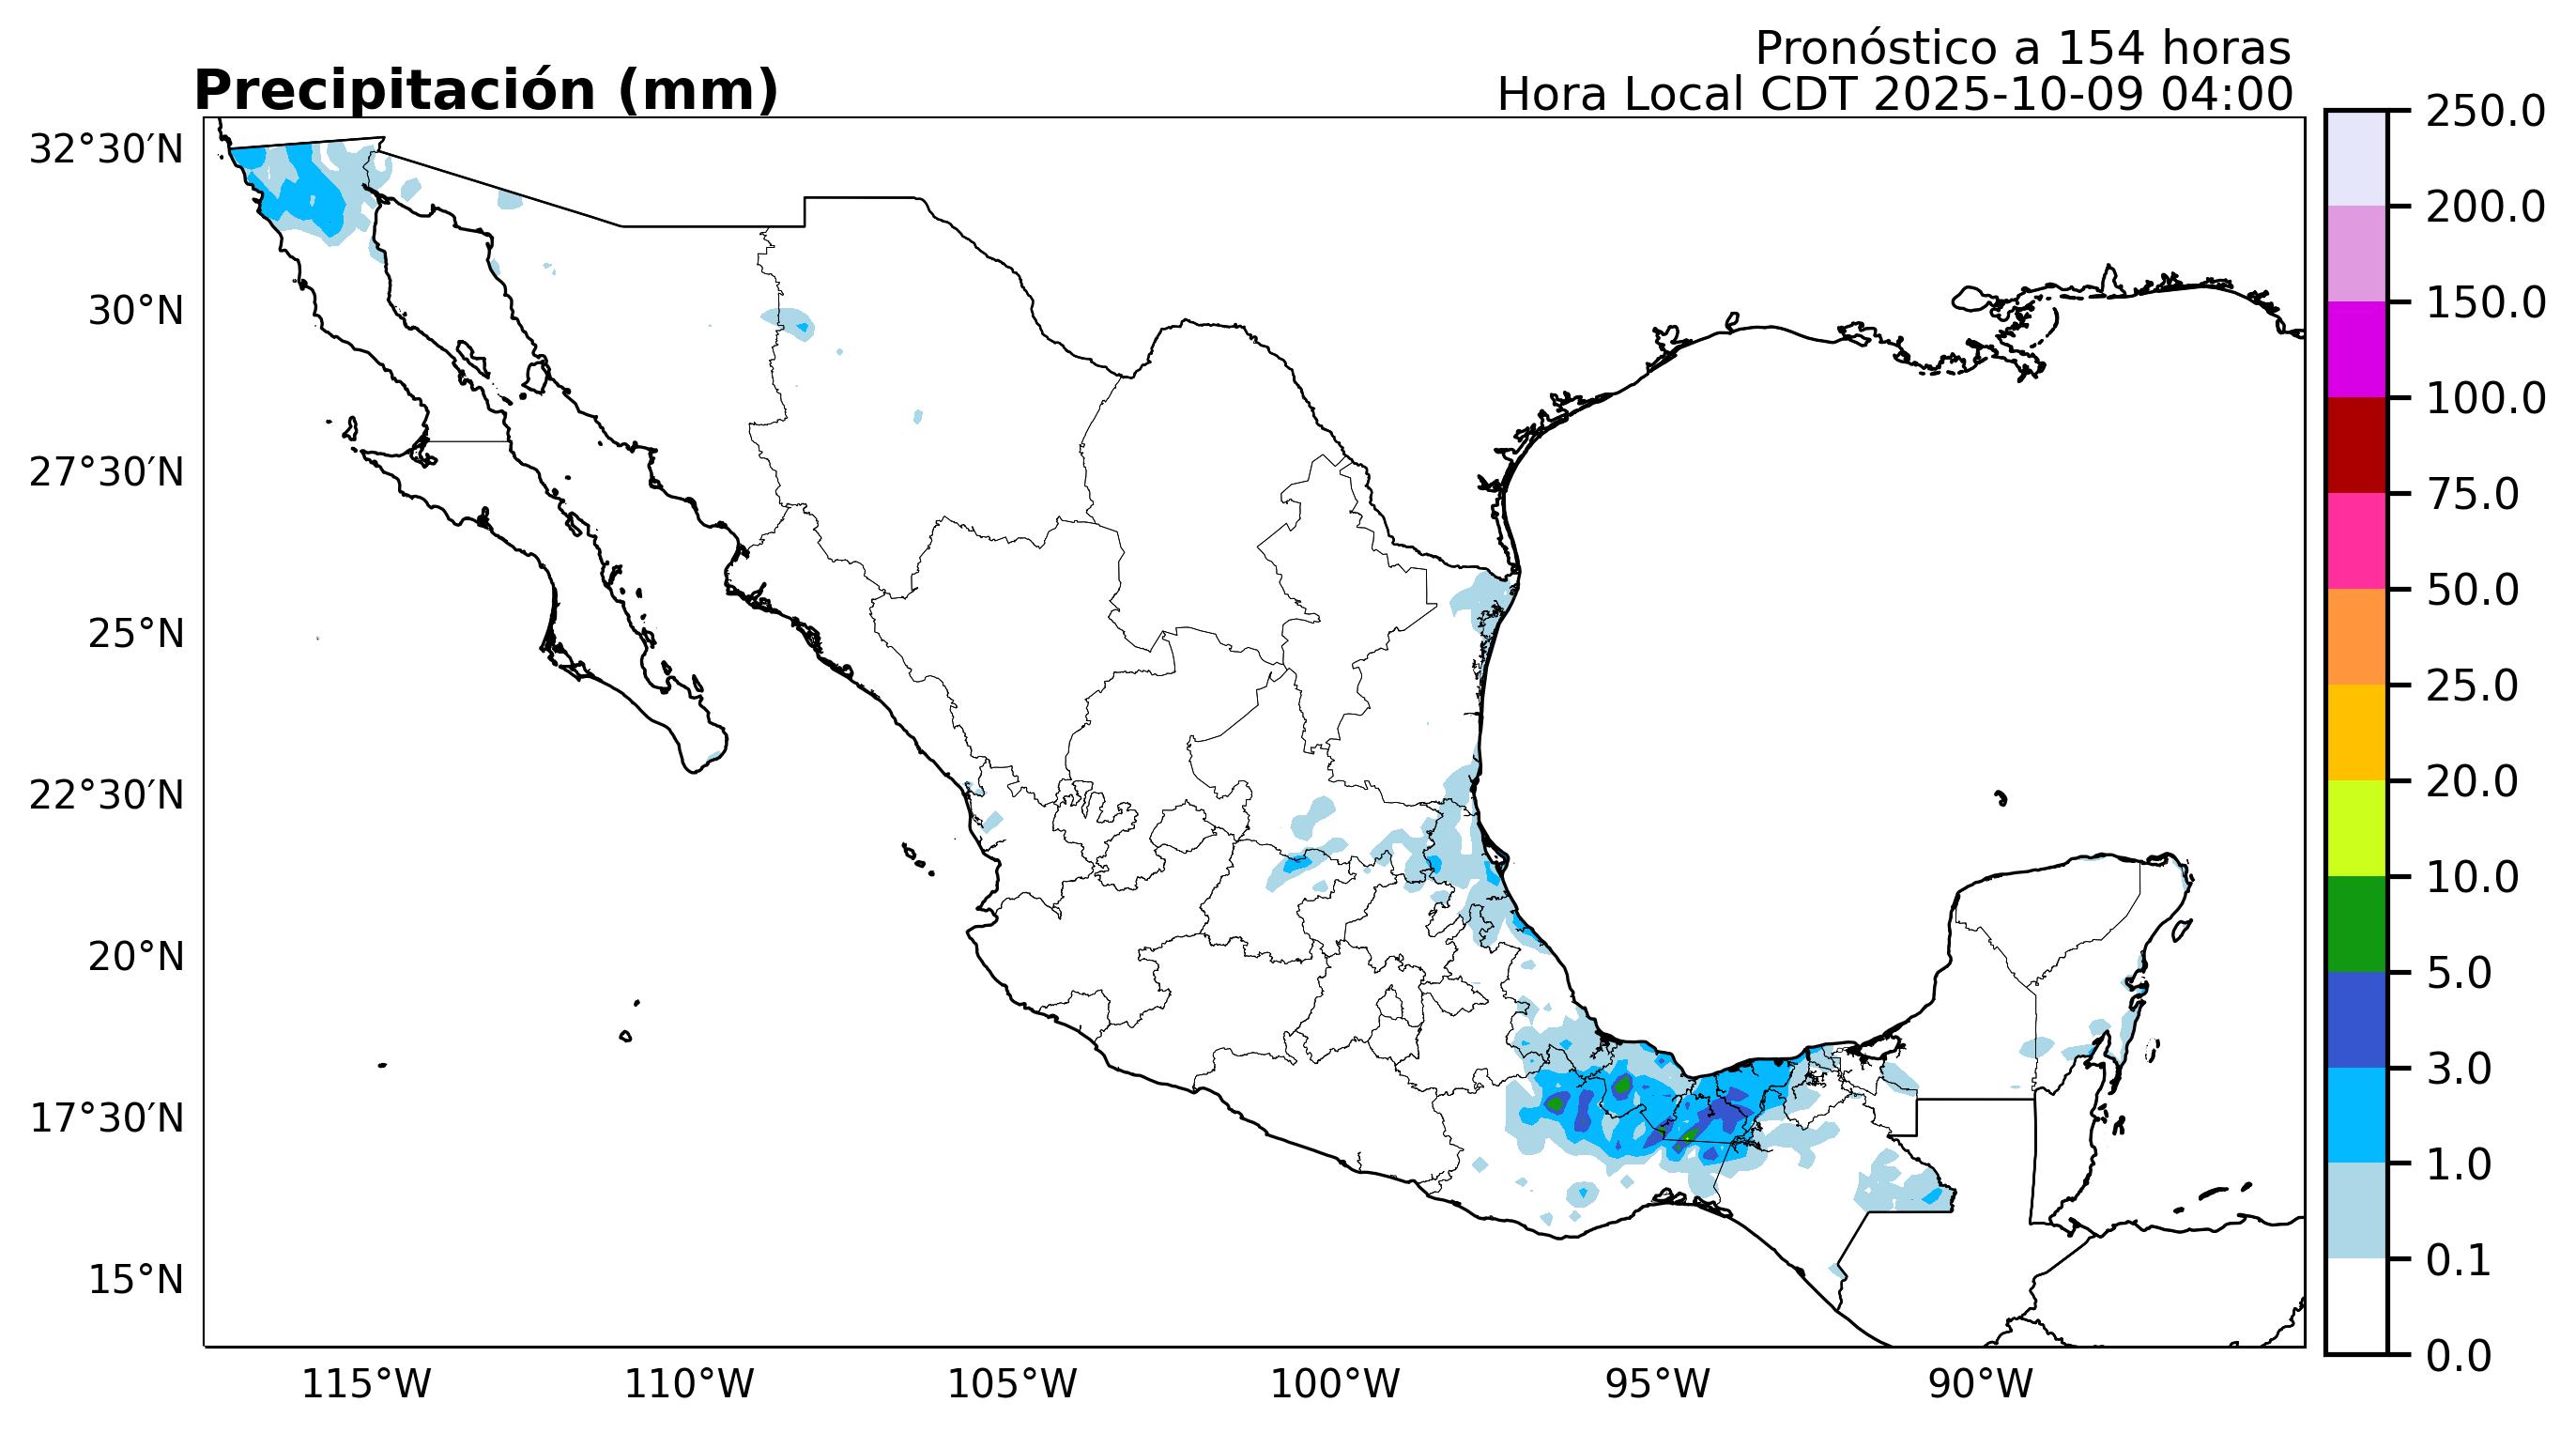 Pronóstico a 154 horas
Precipitación (mm)
Hora Local CDT 2025-10-09 04:00
32°30′N
30°N
27°30′N
25°N
22°30′N
20°N
17°30′N
15°N
115°W
110°W
105°W
100°W
95°W
90°W
250.0
200.0
150.0
100.0
75.0
50.0
25.0
20.0
10.0
5.0
3.0
1.0
0.1
0.0